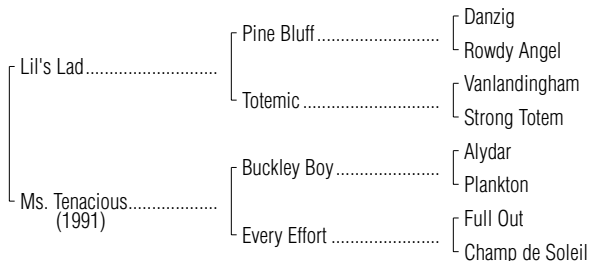 Danzig
Pine Bluff
Rowdy Angel
Lil's Lad
Vanlandingham
Totemic
Strong Totem
Alydar
Buckley Boy
Plankton
Ms. Tenacious
(1991)
Full Out
Every Effort
Champ de Soleil